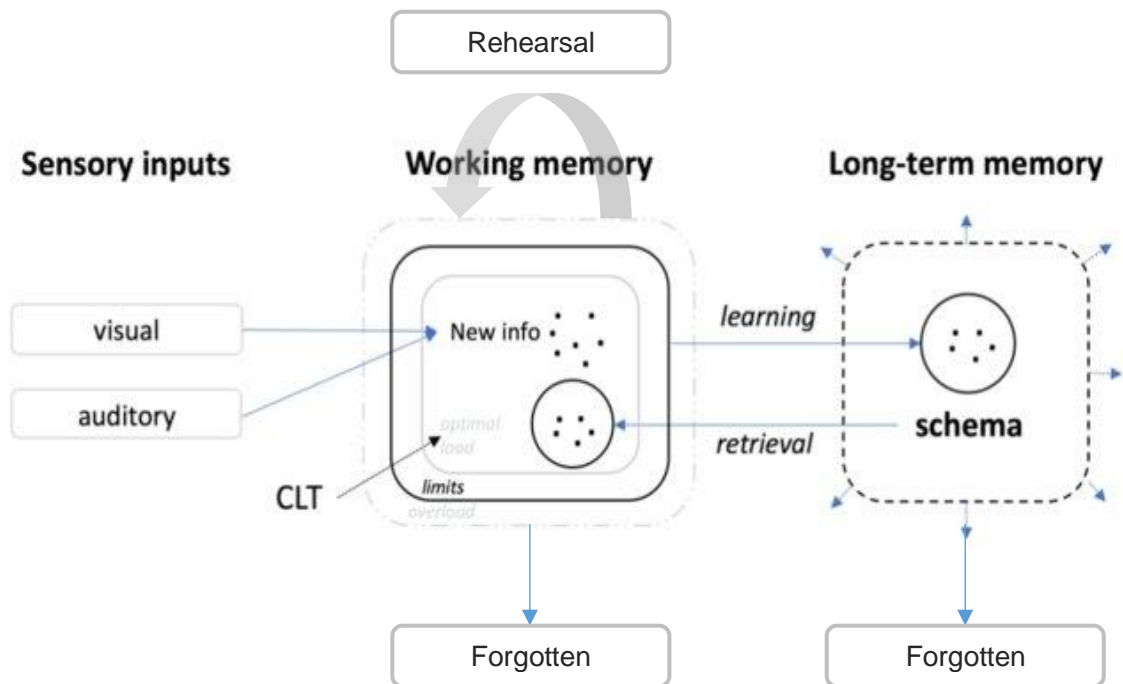 Rehearsal
Sensory inputs
Working memory
Long-term memory
visual
auditory
New info
optimal
load
limits
overload
CLT
learning
retrieval
schema
Forgotten
Forgotten